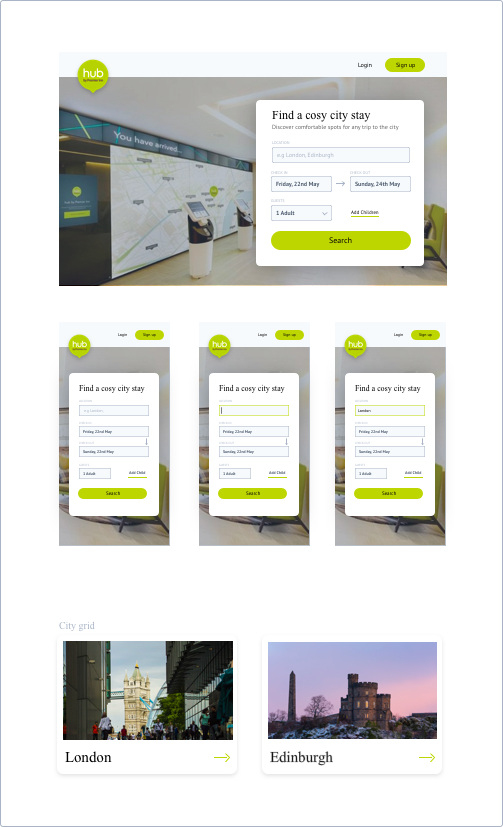 Login
Sign up
hub
by Premier Inn
You have arrived...
Find a cosy city stay
Discover comfortable spots for any trip to the city
LOCATION
e.g London, Edinburgh
CHECK IN
CHECK OUT
Friday, 22nd May
Sunday, 24th May
GUESTS
1 Adult
Add Children
Search
Login
Sign up
hub
Find a cosy city stay
e.g London
Friday, 22nd May
Sunday, 22nd May
1 Adult
Add Child
Search
Login
Sign up
hub
Find a cosy city stay
Friday, 22nd May
Sunday, 22nd May
1 Adult
Add Child
Search
Login
Sign up
hub
Find a cosy city stay
London
Friday, 22nd May
Sunday, 22nd May
1 Adult
Add Child
Search
City grid
London
Edinburgh